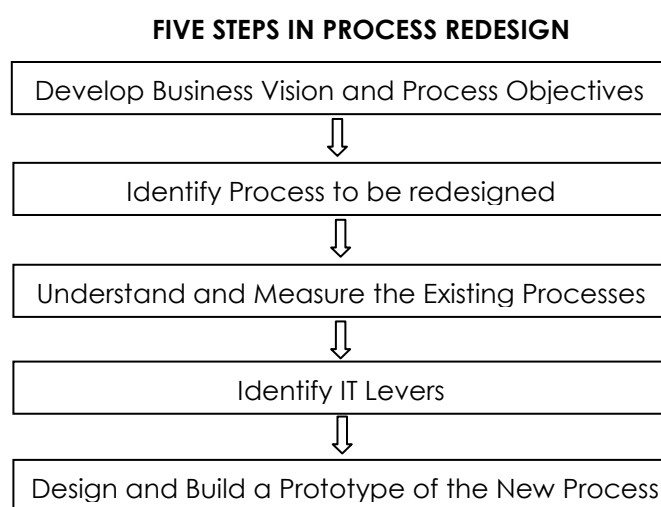 FIVE STEPS IN PROCESS REDESIGN
Develop Business Vision and Process Objectives
Identify Process to be redesigned
Understand and Measure the Existing Processes
Identify IT Levers
Design and Build a Prototype of the New Process